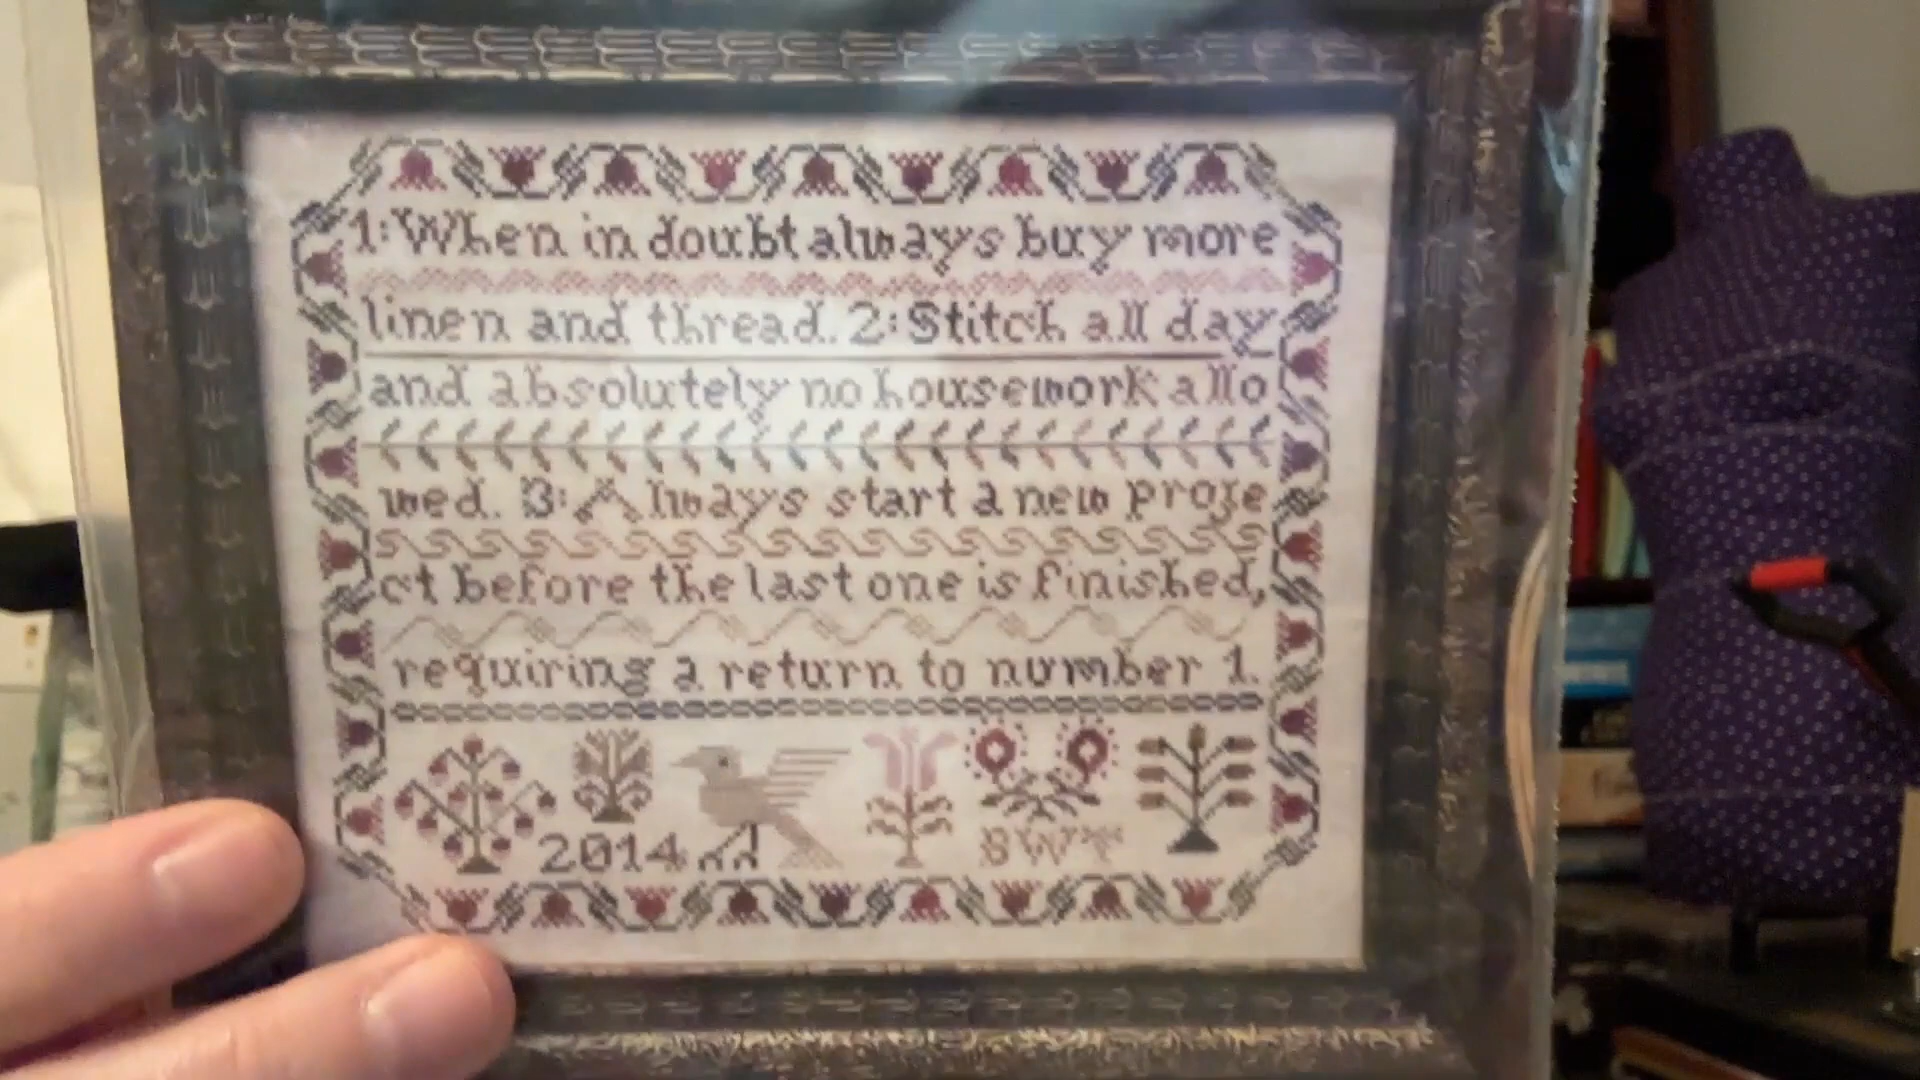 1: When in doubt always buy more
linen and thread. 2: Stitch all day
and absolutely no housework allo
wed. 3: Always start a new proje
ct before the last one is finished,
requiring a return to number 1.
2014
SWT